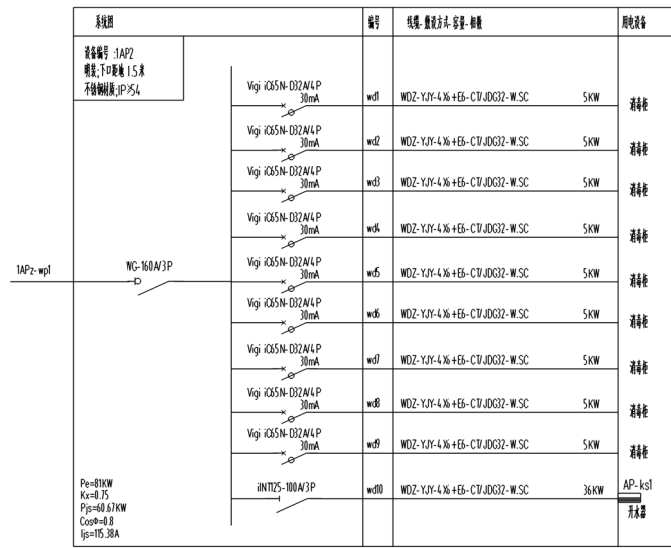 系统图 编号 线缆-敷设方式-容量-相数 用电设备
设备编号 :1AP2
明装;下口距地 1.5米
不锈钢材质;IP>54
Vigi iC65N-D32A/4P
30mA wd1 WDZ-YJY-4X6+E6-CT/JDG32-W.SC 5KW 消毒柜
Vigi iC65N-D32A/4P
30mA wd2 WDZ-YJY-4X6+E6-CT/JDG32-W.SC 5KW 消毒柜
Vigi iC65N-D32A/4P
30mA wd3 WDZ-YJY-4X6+E6-CT/JDG32-W.SC 5KW 消毒柜
Vigi iC65N-D32A/4P
30mA wd4 WDZ-YJY-4X6+E6-CT/JDG32-W.SC 5KW 消毒柜
1APz-wp1 WG-160A/3P
Vigi iC65N-D32A/4P
30mA wd5 WDZ-YJY-4X6+E6-CT/JDG32-W.SC 5KW 消毒柜
Vigi iC65N-D32A/4P
30mA wd6 WDZ-YJY-4X6+E6-CT/JDG32-W.SC 5KW 消毒柜
Vigi iC65N-D32A/4P
30mA wd7 WDZ-YJY-4X6+E6-CT/JDG32-W.SC 5KW 消毒柜
Vigi iC65N-D32A/4P
30mA wd8 WDZ-YJY-4X6+E6-CT/JDG32-W.SC 5KW 消毒柜
Vigi iC65N-D32A/4P
30mA wd9 WDZ-YJY-4X6+E6-CT/JDG32-W.SC 5KW 消毒柜
iINT125-100A/3P wd10 WDZ-YJY-4X6+E6-CT/JDG32-W.SC 36KW AP-ks1
开水器
Pe=81KW
Kx=0.75
Pjs=60.67KW
CosΦ=0.8
Ijs=115.38A